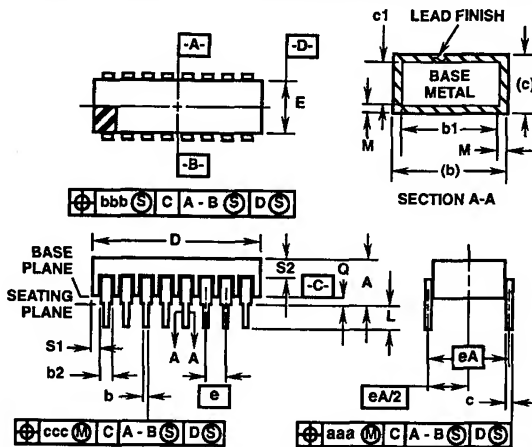 c1 LEAD FINISH
-A- -D-
E
BASE METAL
(c)
M b1 M
(b)
SECTION A-A
-B-
⌖ bbb Ⓢ C A - B Ⓢ D Ⓢ
D
BASE PLANE
SEATING PLANE
S2 -C- Q A
L
S1
b2
b
A A
e
eA
eA/2
c
⌖ ccc Ⓜ C A - B Ⓢ D Ⓢ
⌖ aaa Ⓜ C A - B Ⓢ D Ⓢ